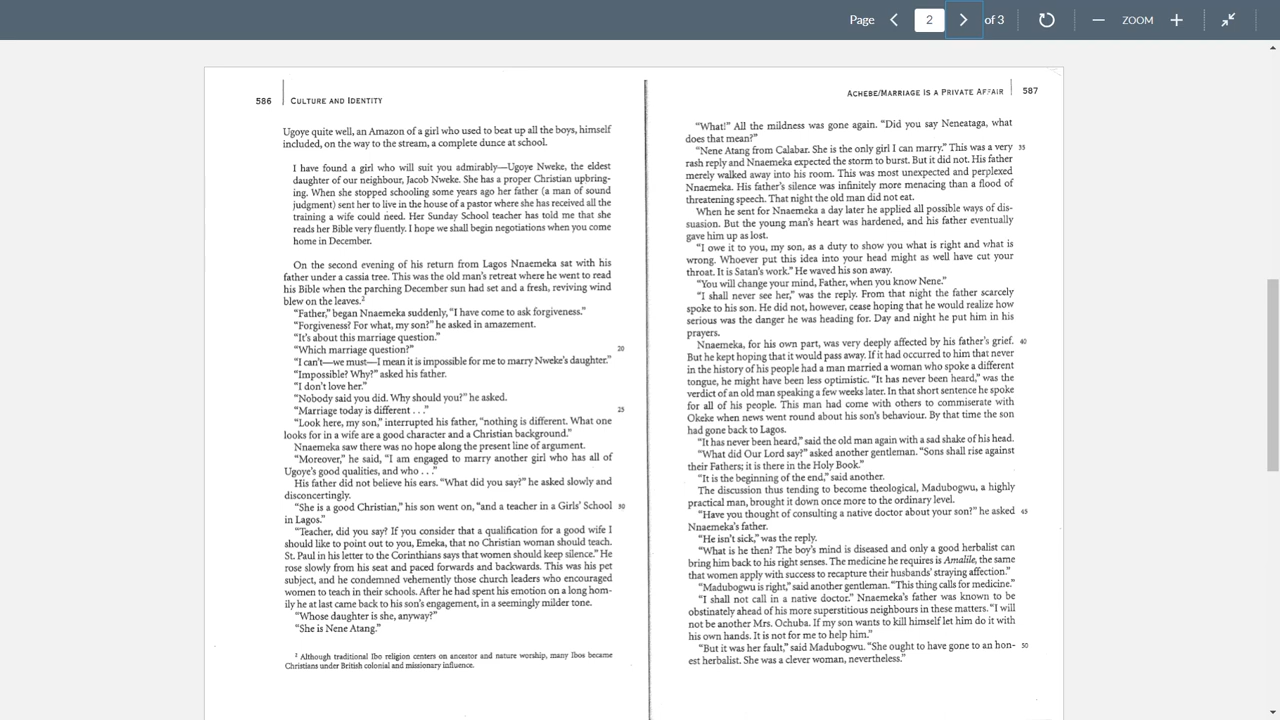 Page 2 of 3 ZOOM
586 CULTURE AND IDENTITY
Ugoye quite well, an Amazon of a girl who used to beat up all the boys, himself
included, on the way to the stream, a complete dunce at school.
I have found a girl who will suit you admirably—Ugoye Nweke, the eldest
daughter of our neighbour, Jacob Nweke. She has a proper Christian upbring-
ing. When she stopped schooling some years ago her father (a man of sound
judgment) sent her to live in the house of a pastor where she has received all the
training a wife could need. Her Sunday School teacher has told me that she
reads her Bible very fluently. I hope we shall begin negotiations when you come
home in December.
On the second evening of his return from Lagos Nnaemeka sat with his
father under a cassia tree. This was the old man's retreat where he went to read
his Bible when the parching December sun had set and a fresh, reviving wind
blew on the leaves.²
"Father," began Nnaemeka suddenly, "I have come to ask forgiveness."
"Forgiveness? For what, my son?" he asked in amazement.
"It's about this marriage question."
"Which marriage question?" 20
"I can't—we must—I mean it is impossible for me to marry Nweke's daughter."
"Impossible? Why?" asked his father.
"I don't love her."
"Nobody said you did. Why should you?" he asked.
"Marriage today is different . . ." 25
"Look here, my son," interrupted his father, "nothing is different. What one
looks for in a wife are a good character and a Christian background."
Nnaemeka saw there was no hope along the present line of argument.
"Moreover," he said, "I am engaged to marry another girl who has all of
Ugoye's good qualities, and who . . ."
His father did not believe his ears. "What did you say?" he asked slowly and
disconcertingly.
"She is a good Christian," his son went on, "and a teacher in a Girls' School 30
in Lagos."
"Teacher, did you say? If you consider that a qualification for a good wife I
should like to point out to you, Emeka, that no Christian woman should teach.
St. Paul in his letter to the Corinthians says that women should keep silence." He
rose slowly from his seat and paced forwards and backwards. This was his pet
subject, and he condemned vehemently those church leaders who encouraged
women to teach in their schools. After he had spent his emotion on a long hom-
ily he at last came back to his son's engagement, in a seemingly milder tone.
"Whose daughter is she, anyway?"
"She is Nene Atang."
² Although traditional Ibo religion centers on ancestor and nature worship, many Ibos became
Christians under British colonial and missionary influence.
ACHEBE/MARRIAGE IS A PRIVATE AFFAIR 587
"What!" All the mildness was gone again. "Did you say Neneataga, what
does that mean?"
"Nene Atang from Calabar. She is the only girl I can marry." This was a very 35
rash reply and Nnaemeka expected the storm to burst. But it did not. His father
merely walked away into his room. This was most unexpected and perplexed
Nnaemeka. His father's silence was infinitely more menacing than a flood of
threatening speech. That night the old man did not eat.
When he sent for Nnaemeka a day later he applied all possible ways of dis-
suasion. But the young man's heart was hardened, and his father eventually
gave him up as lost.
"I owe it to you, my son, as a duty to show you what is right and what is
wrong. Whoever put this idea into your head might as well have cut your
throat. It is Satan's work." He waved his son away.
"You will change your mind, Father, when you know Nene."
"I shall never see her," was the reply. From that night the father scarcely
spoke to his son. He did not, however, cease hoping that he would realize how
serious was the danger he was heading for. Day and night he put him in his
prayers.
Nnaemeka, for his own part, was very deeply affected by his father's grief. 40
But he kept hoping that it would pass away. If it had occurred to him that never
in the history of his people had a man married a woman who spoke a different
tongue, he might have been less optimistic. "It has never been heard," was the
verdict of an old man speaking a few weeks later. In that short sentence he spoke
for all of his people. This man had come with others to commiserate with
Okeke when news went round about his son's behaviour. By that time the son
had gone back to Lagos.
"It has never been heard," said the old man again with a sad shake of his head.
"What did Our Lord say?" asked another gentleman. "Sons shall rise against
their Fathers; it is there in the Holy Book."
"It is the beginning of the end," said another.
The discussion thus tending to become theological, Madubogwu, a highly
practical man, brought it down once more to the ordinary level.
"Have you thought of consulting a native doctor about your son?" he asked 45
Nnaemeka's father.
"He isn't sick," was the reply.
"What is he then? The boy's mind is diseased and only a good herbalist can
bring him back to his right senses. The medicine he requires is Amalile, the same
that women apply with success to recapture their husbands' straying affection."
"Madubogwu is right," said another gentleman. "This thing calls for medicine."
"I shall not call in a native doctor." Nnaemeka's father was known to be
obstinately ahead of his more superstitious neighbours in these matters. "I will
not be another Mrs. Ochuba. If my son wants to kill himself let him do it with
his own hands. It is not for me to help him."
"But it was her fault," said Madubogwu. "She ought to have gone to an hon- 50
est herbalist. She was a clever woman, nevertheless."